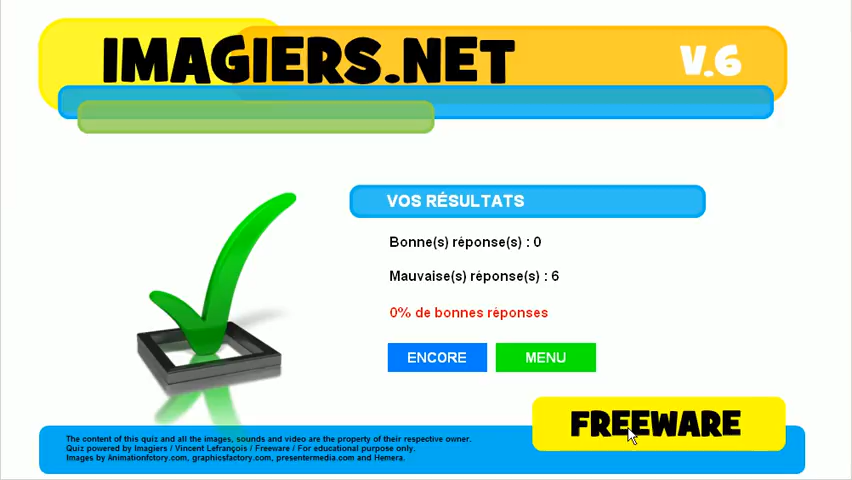 IMAGIERS.NET
V.6
VOS RÉSULTATS
Bonne(s) réponse(s) : 0
Mauvaise(s) réponse(s) : 6
0% de bonnes réponses
ENCORE
MENU
FREEWARE
The content of this quiz and all the images, sounds and video are the property of their respective owner.
Quiz powered by Imagiers / Vincent Lefrançois / Freeware / For educational purpose only.
Images by Animationfctory.com, graphicsfactory.com, presentermedia.com and Hemera.